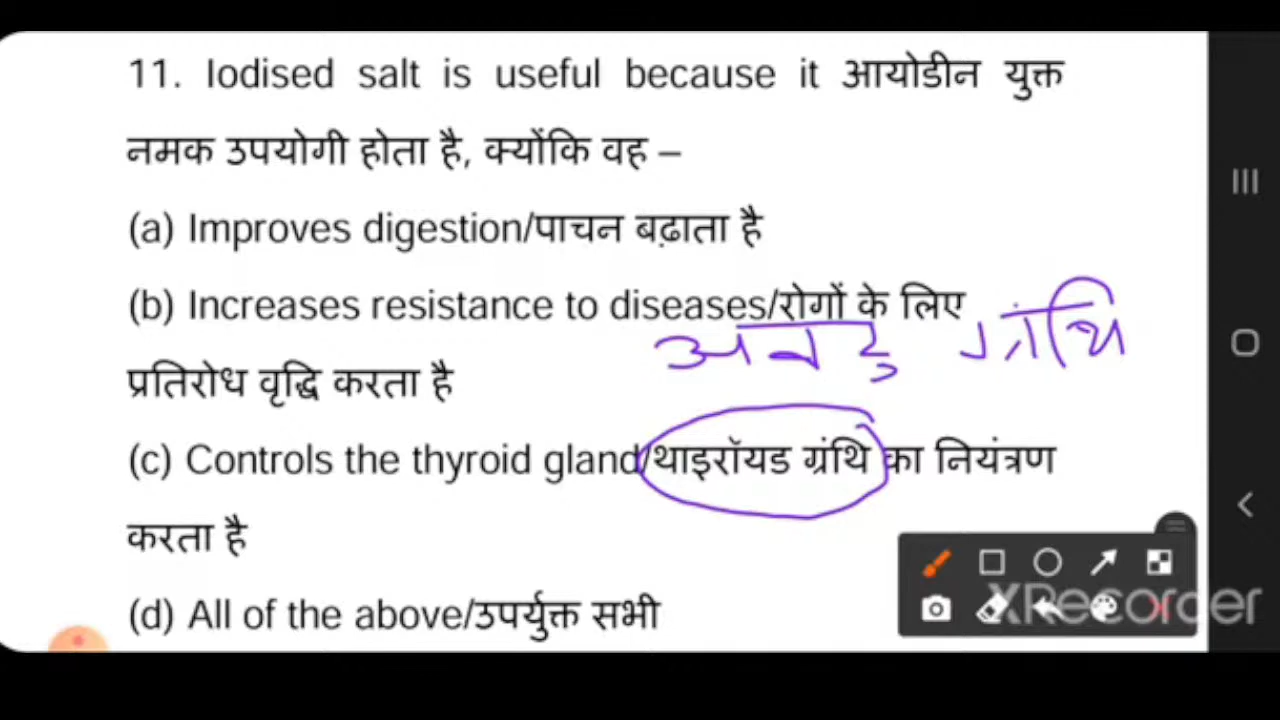 11. Iodised salt is useful because it आयोडीन युक्त
नमक उपयोगी होता है, क्योंकि वह –
(a) Improves digestion/पाचन बढ़ाता है
(b) Increases resistance to diseases/रोगों के लिए
अवटु ग्रंथि
प्रतिरोध वृद्धि करता है
(c) Controls the thyroid gland/थाइरॉयड ग्रंथि का नियंत्रण
करता है
(d) All of the above/उपर्युक्त सभी
XRecorder